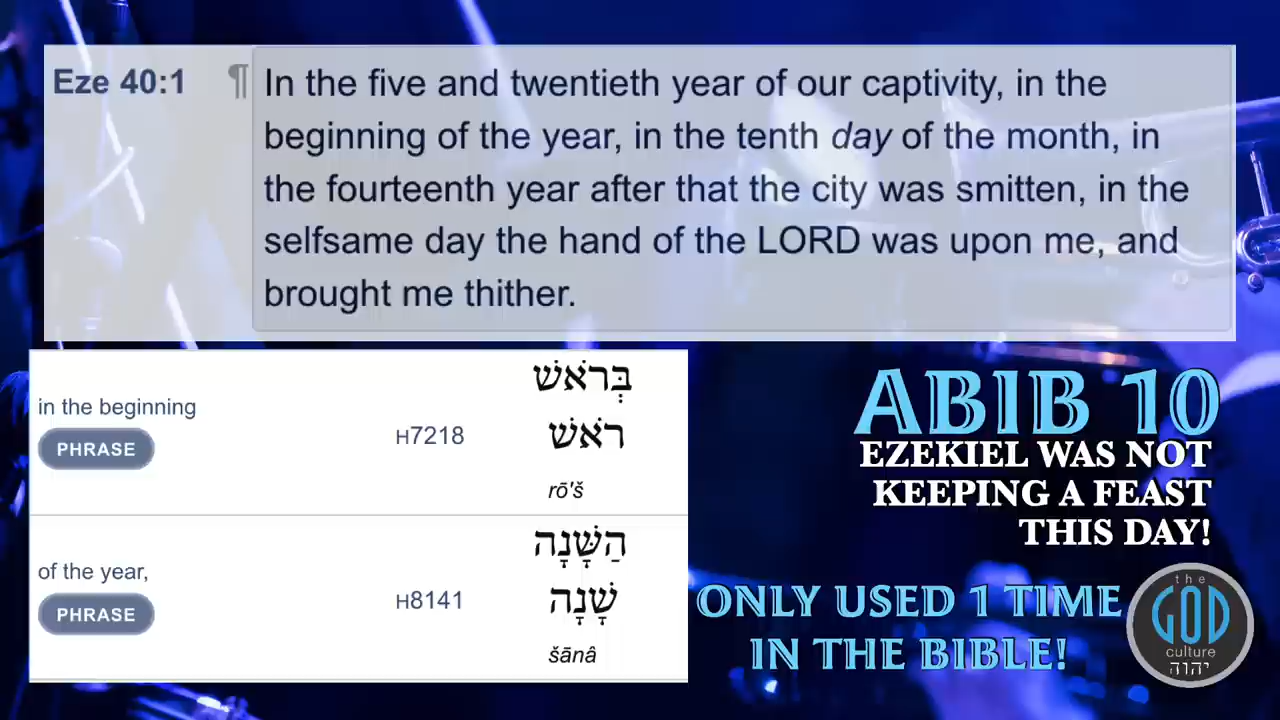 Eze 40:1 ¶ In the five and twentieth year of our captivity, in the
beginning of the year, in the tenth day of the month, in
the fourteenth year after that the city was smitten, in the
selfsame day the hand of the LORD was upon me, and
brought me thither.
in the beginning
PHRASE
H7218
בְּרֹאשׁ
רֹאשׁ
rō'š
of the year,
PHRASE
H8141
הַשָּׁנָה
שָׁנָה
šānâ
ABIB 10
EZEKIEL WAS NOT
KEEPING A FEAST
THIS DAY!
ONLY USED 1 TIME
IN THE BIBLE!
the
GOD
culture
יהוה